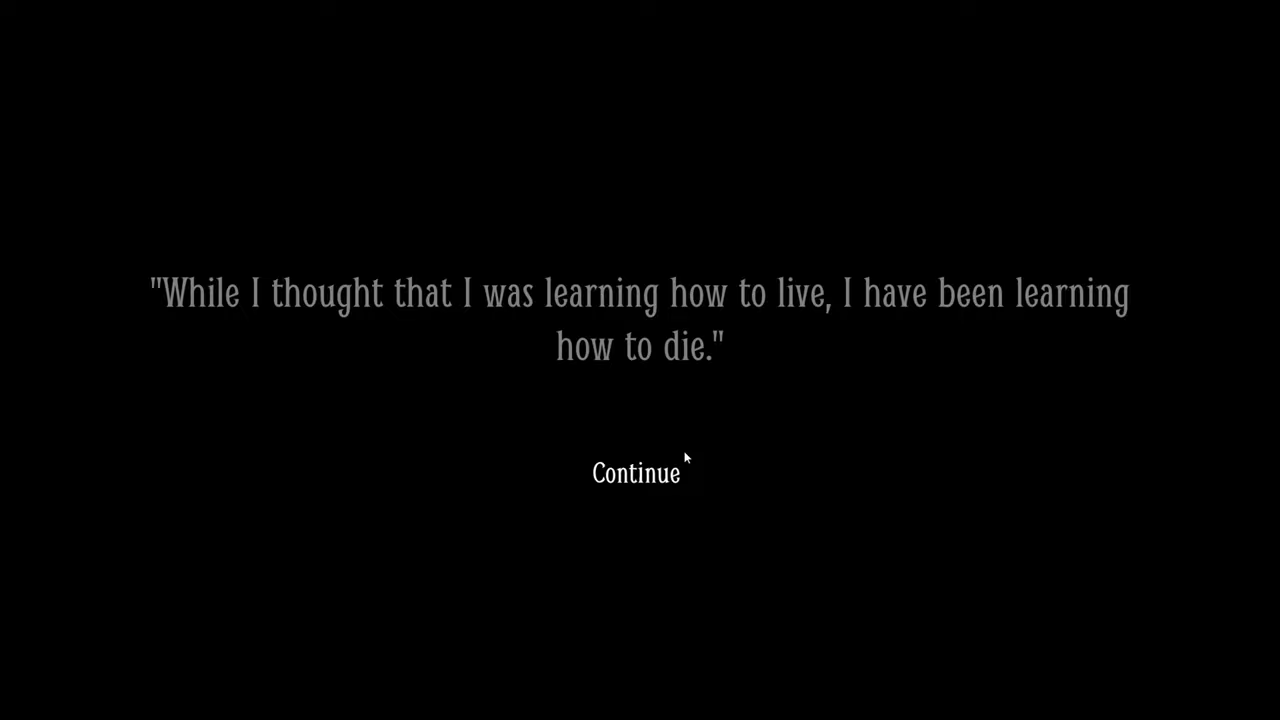 "While I thought that I was learning how to live, I have been learning
how to die."
Continue